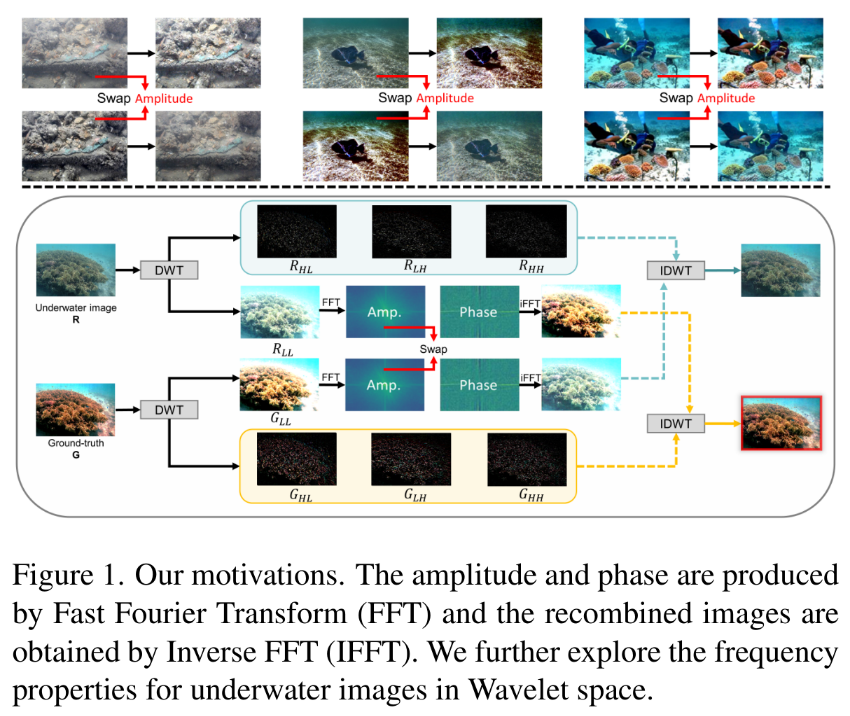 Swap Amplitude
Swap Amplitude
Swap Amplitude
R_{HL}
R_{LH}
R_{HH}
DWT
IDWT
Underwater image
R
FFT
Amp.
Phase
iFFT
R_{LL}
Swap
FFT
Amp.
Phase
iFFT
G_{LL}
DWT
IDWT
Ground-truth
G
G_{HL}
G_{LH}
G_{HH}
Figure 1. Our motivations. The amplitude and phase are produced
by Fast Fourier Transform (FFT) and the recombined images are
obtained by Inverse FFT (IFFT). We further explore the frequency
properties for underwater images in Wavelet space.